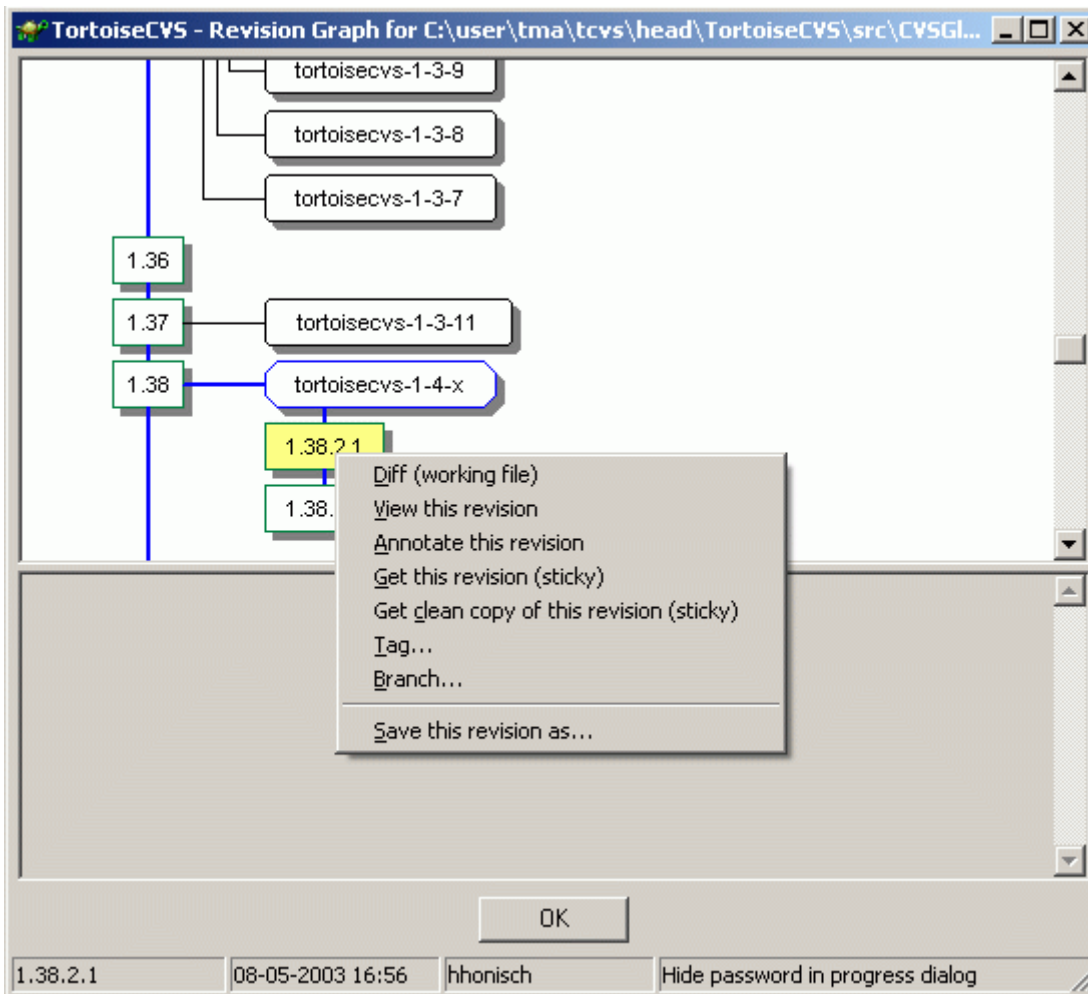 TortoiseCVS - Revision Graph for C:\user\tma\tcvs\head\TortoiseCVS\src\CVSGl...
tortoisecvs-1-3-9
tortoisecvs-1-3-8
tortoisecvs-1-3-7
1.36
1.37
tortoisecvs-1-3-11
1.38
tortoisecvs-1-4-x
1.38.2.1
1.38.
Diff (working file)
View this revision
Annotate this revision
Get this revision (sticky)
Get clean copy of this revision (sticky)
Tag...
Branch...
Save this revision as...
OK
1.38.2.1 08-05-2003 16:56 hhonisch Hide password in progress dialog